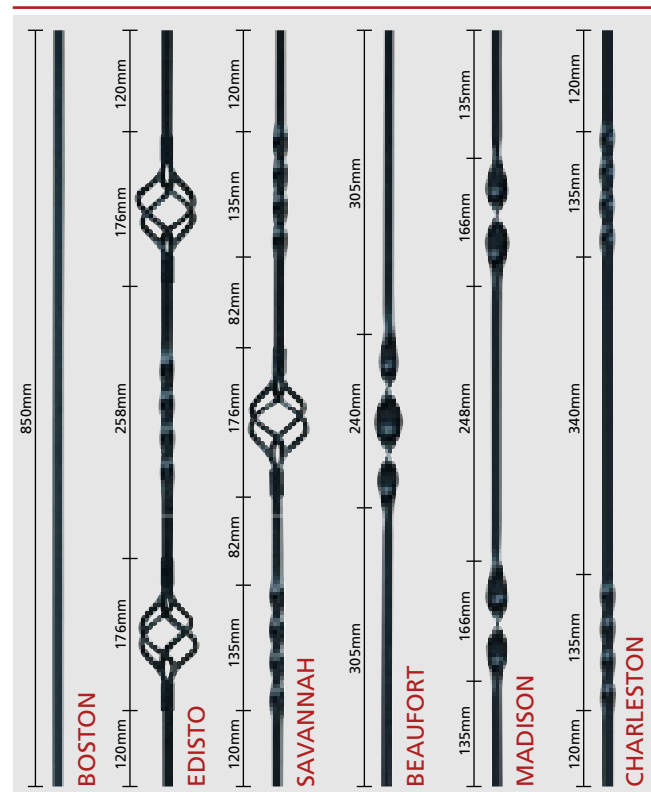 850mm
BOSTON
120mm
176mm
258mm
176mm
120mm
EDISTO
120mm
135mm
82mm
176mm
82mm
135mm
120mm
SAVANNAH
305mm
240mm
305mm
BEAUFORT
135mm
166mm
248mm
166mm
135mm
MADISON
120mm
135mm
340mm
135mm
120mm
CHARLESTON